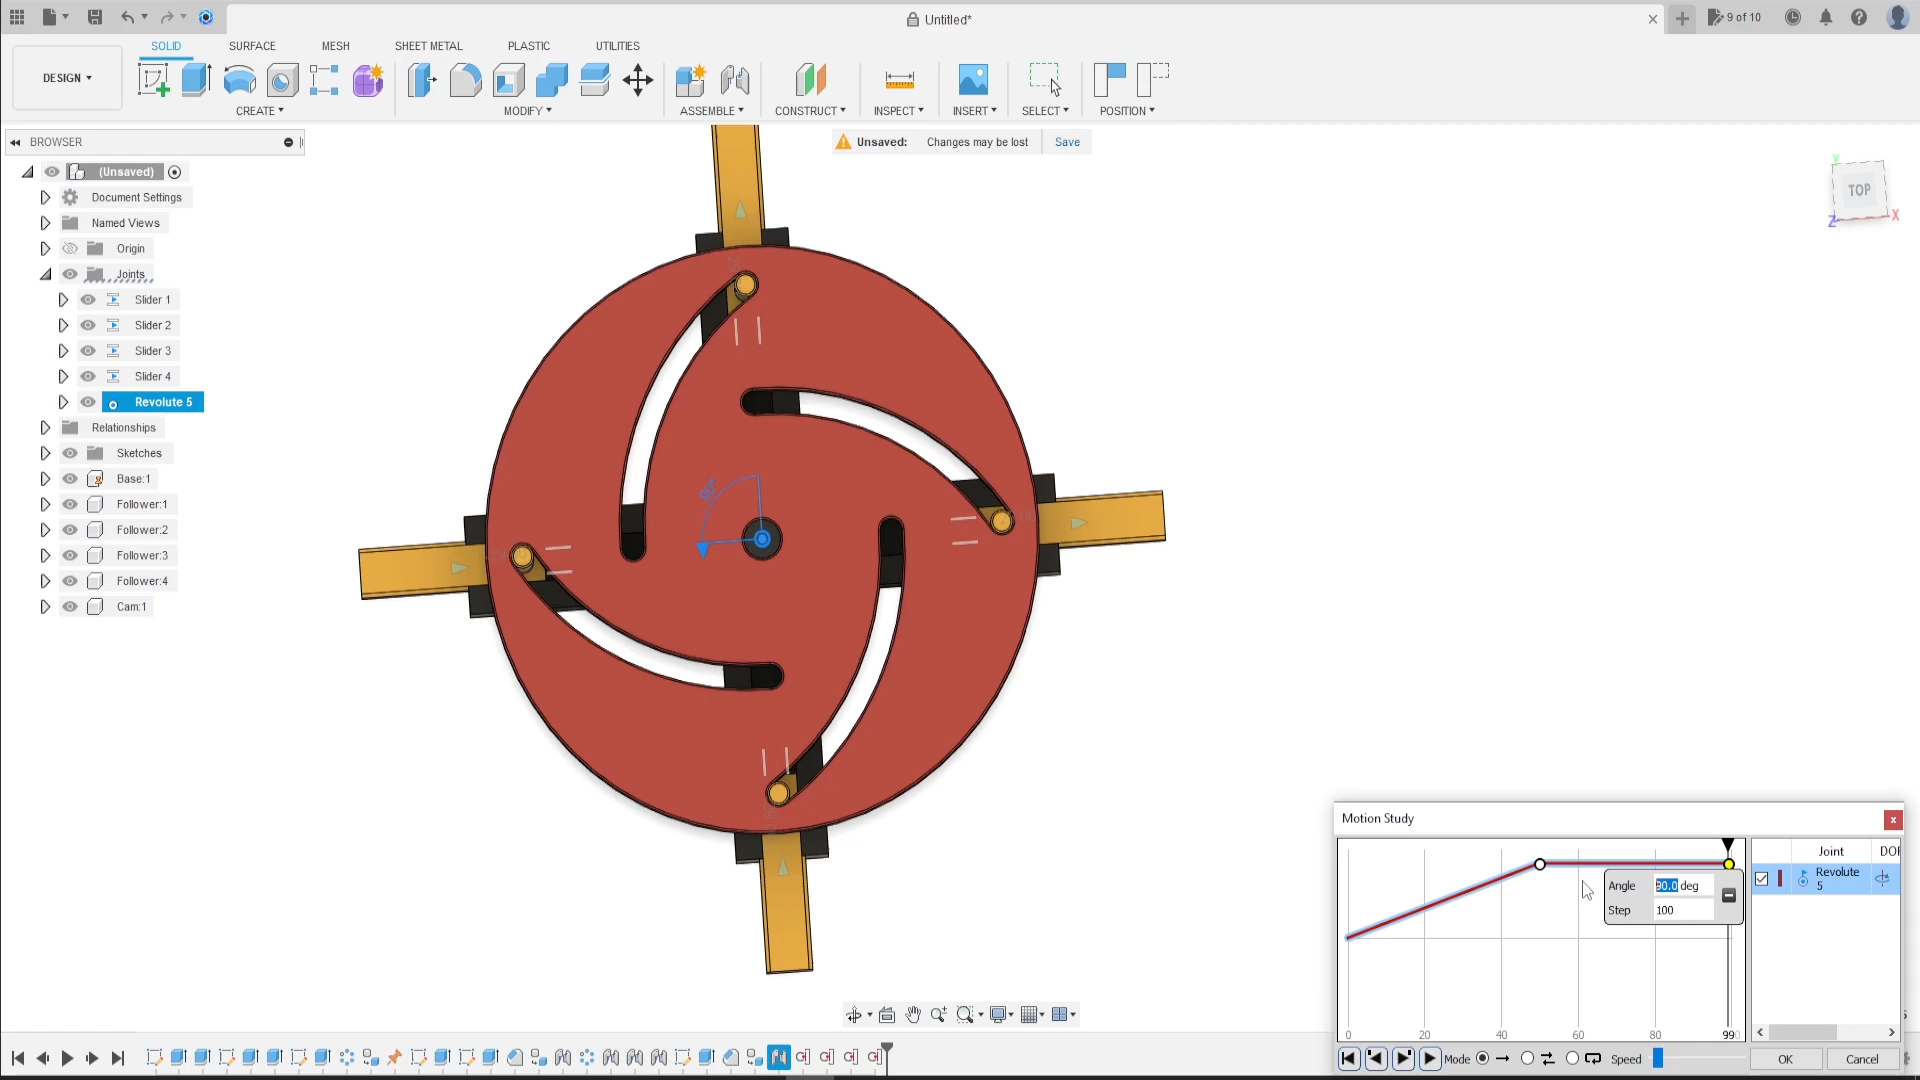 Untitled*
9 of 10
SOLID SURFACE MESH SHEET METAL PLASTIC UTILITIES
DESIGN
CREATE MODIFY ASSEMBLE CONSTRUCT INSPECT INSERT SELECT POSITION
BROWSER
Unsaved: Changes may be lost Save
(Unsaved)
Document Settings
Named Views
Origin
Joints
Slider 1
Slider 2
Slider 3
Slider 4
Revolute 5
Relationships
Sketches
Base:1
Follower:1
Follower:2
Follower:3
Follower:4
Cam:1
Y
TOP
Z X
90°
Motion Study
x
Joint DOF
Revolute 5
Angle 90.0 deg
Step 100
0 20 40 60 80 99
Mode Speed OK Cancel